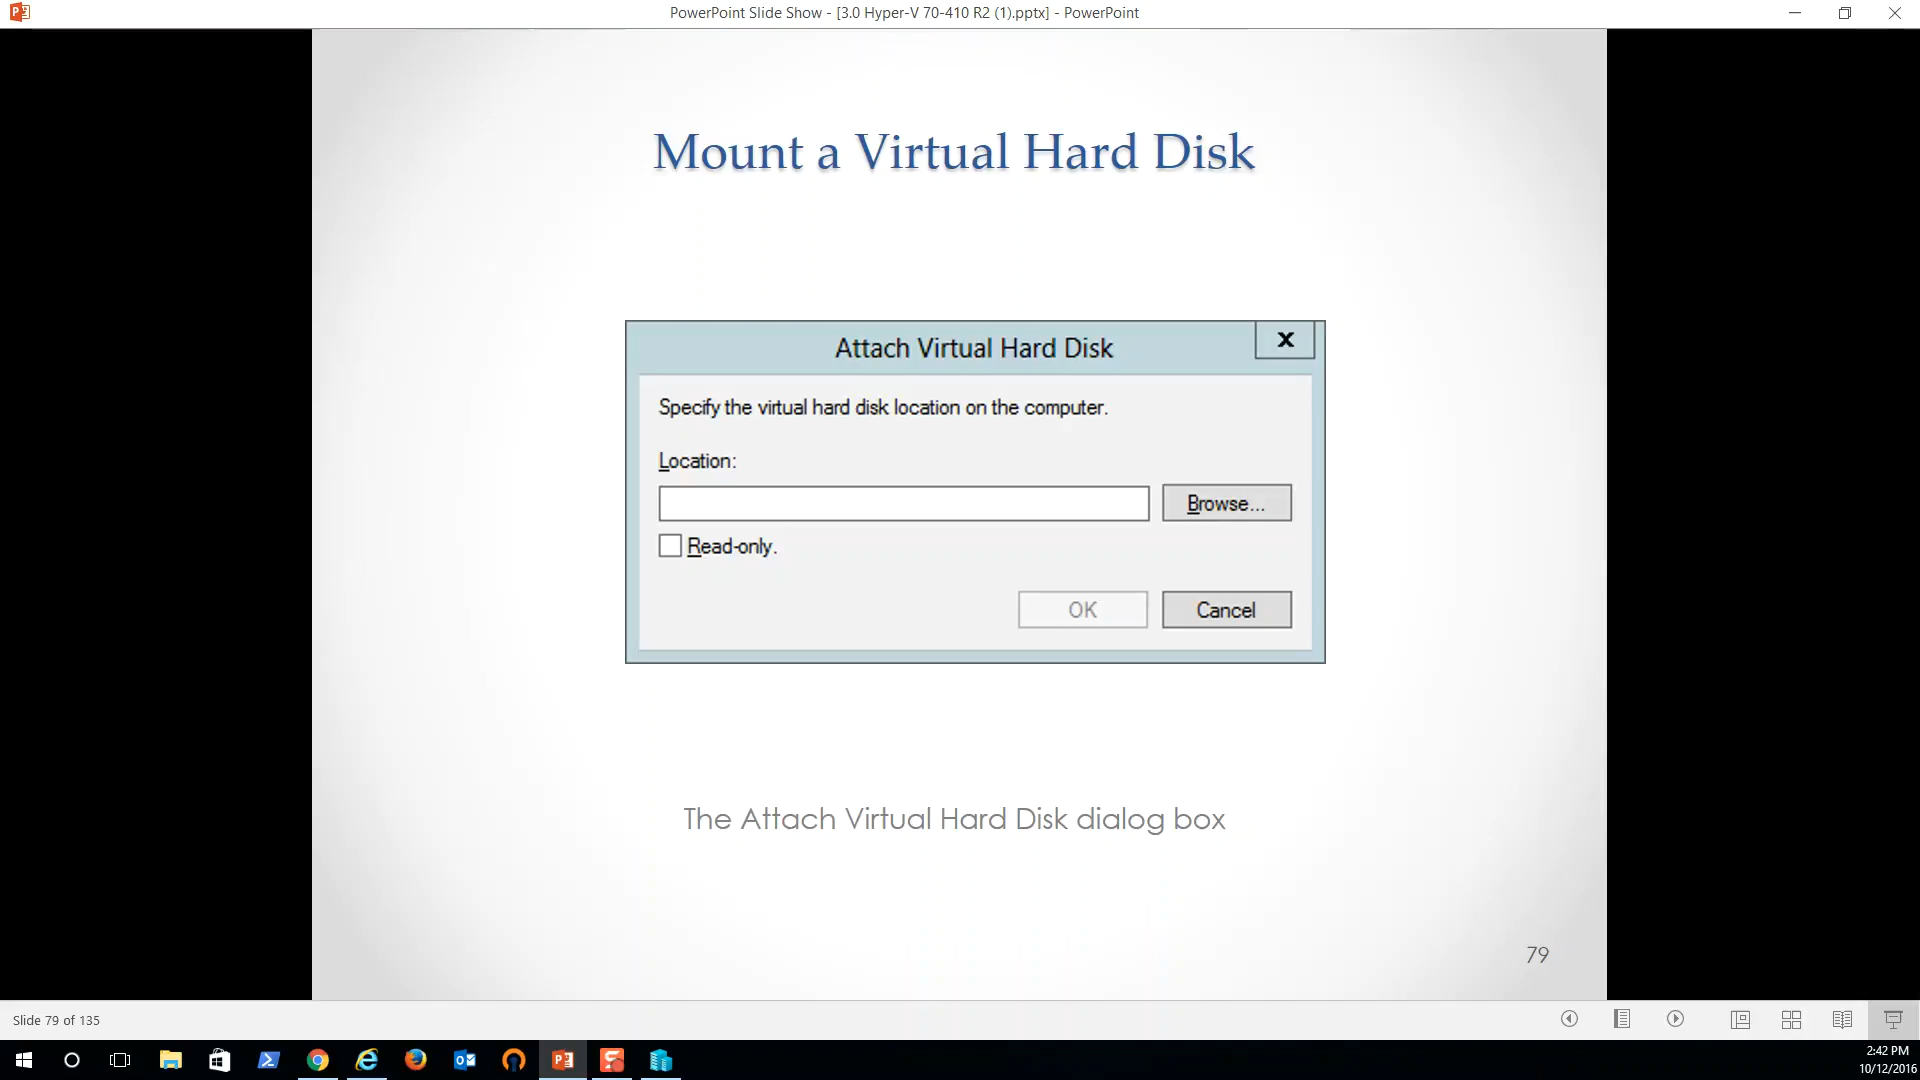 PowerPoint Slide Show - [3.0 Hyper-V 70-410 R2 (1).pptx] - PowerPoint
Mount a Virtual Hard Disk
Attach Virtual Hard Disk
x
Specify the virtual hard disk location on the computer.
Location:
Browse...
Read-only.
OK Cancel
The Attach Virtual Hard Disk dialog box
79
Slide 79 of 135
2:42 PM
10/12/2016